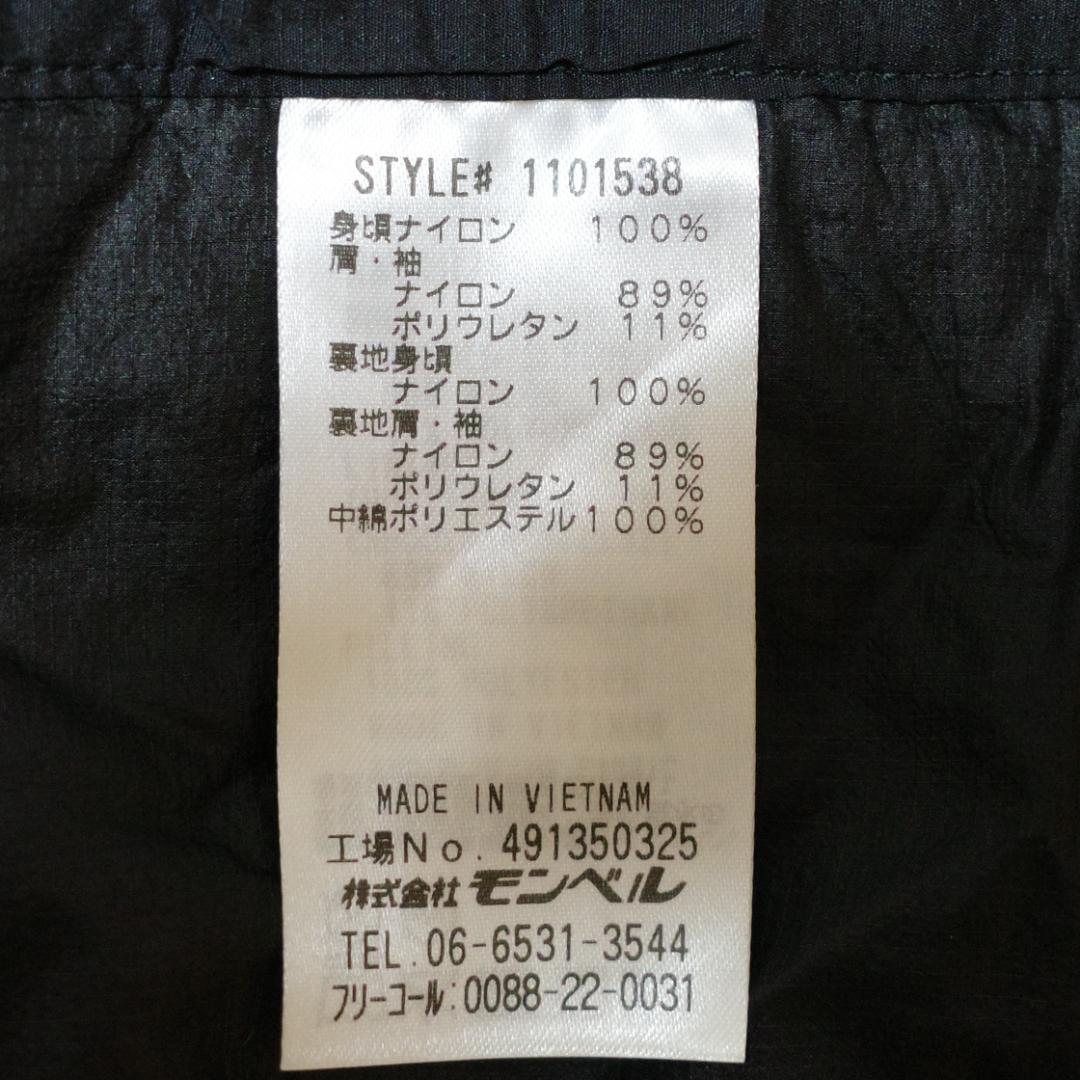 STYLE# 1101538
身頃ナイロン 100%
肩・袖
ナイロン 89%
ポリウレタン 11%
裏地身頃
ナイロン 100%
裏地肩・袖
ナイロン 89%
ポリウレタン 11%
中綿ポリエステル100%
MADE IN VIETNAM
工場No. 491350325
株式会社 モンベル
TEL.06-6531-3544
フリーコール:0088-22-0031